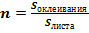 n = Sоклеивания / Sлиста